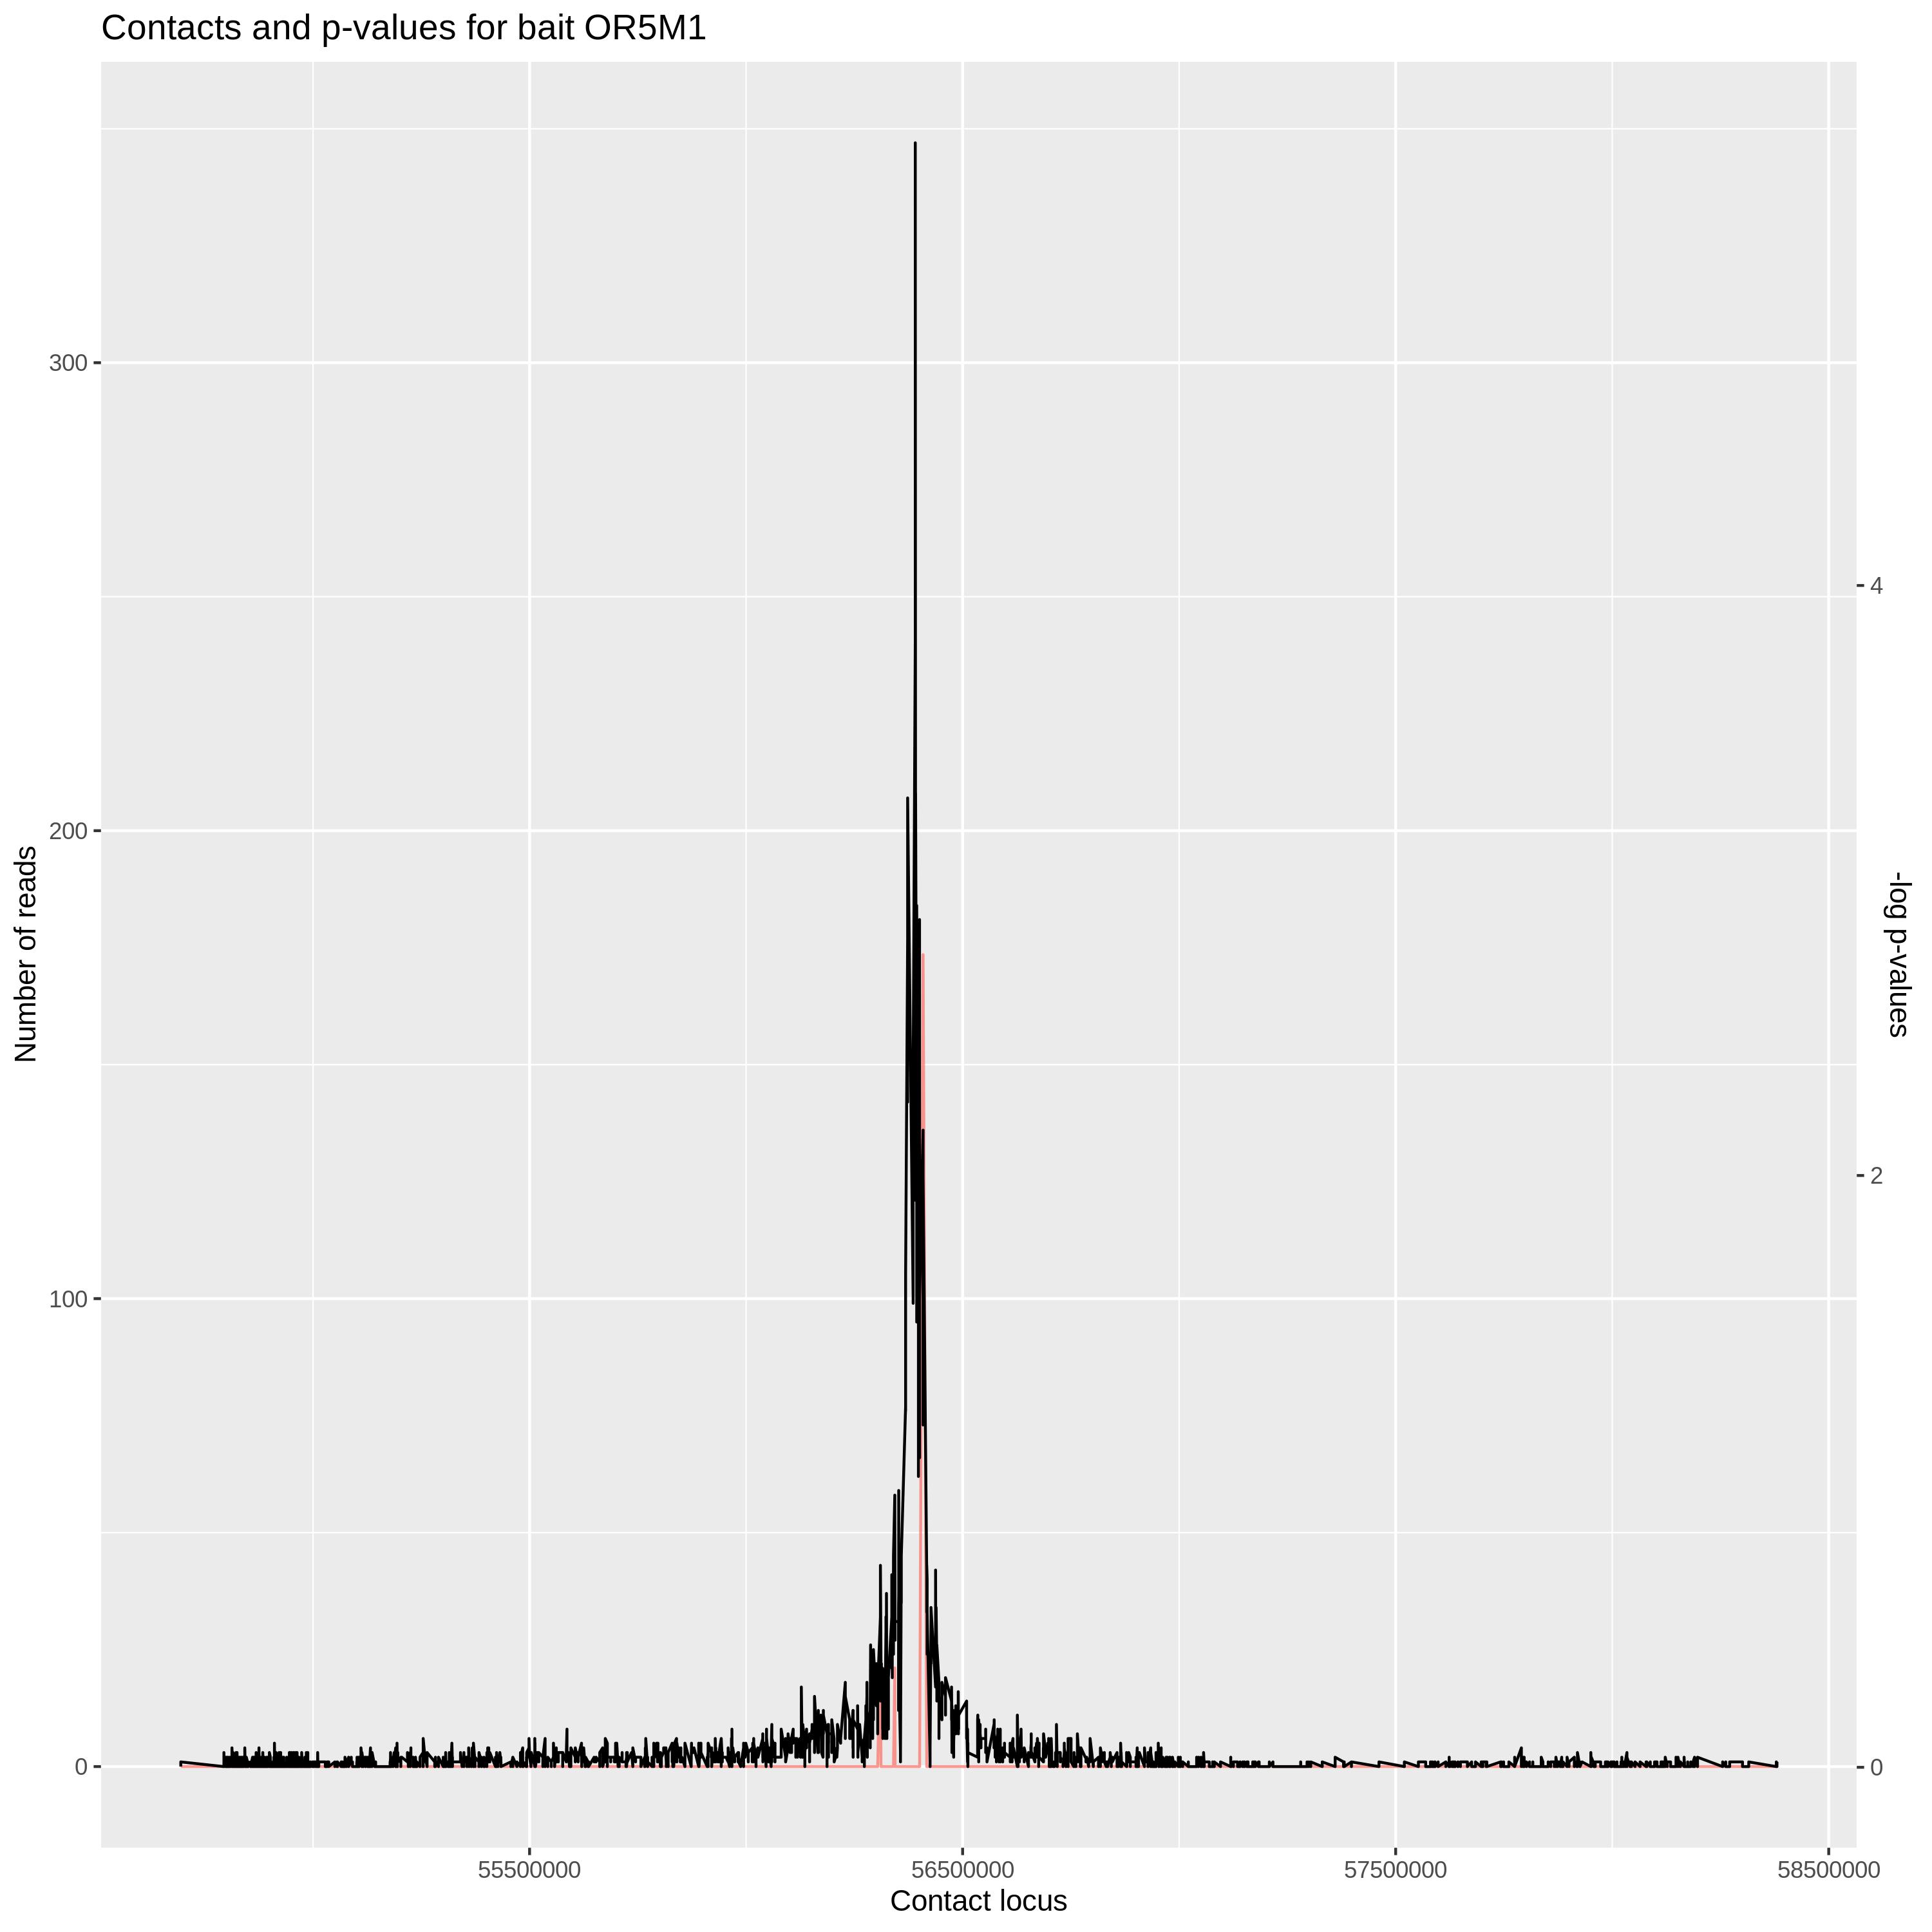 Contacts and p-values for bait OR5M1
Number of reads
300
200
100
0
4
2
0
-log p-values
55500000 56500000 57500000 58500000
Contact locus